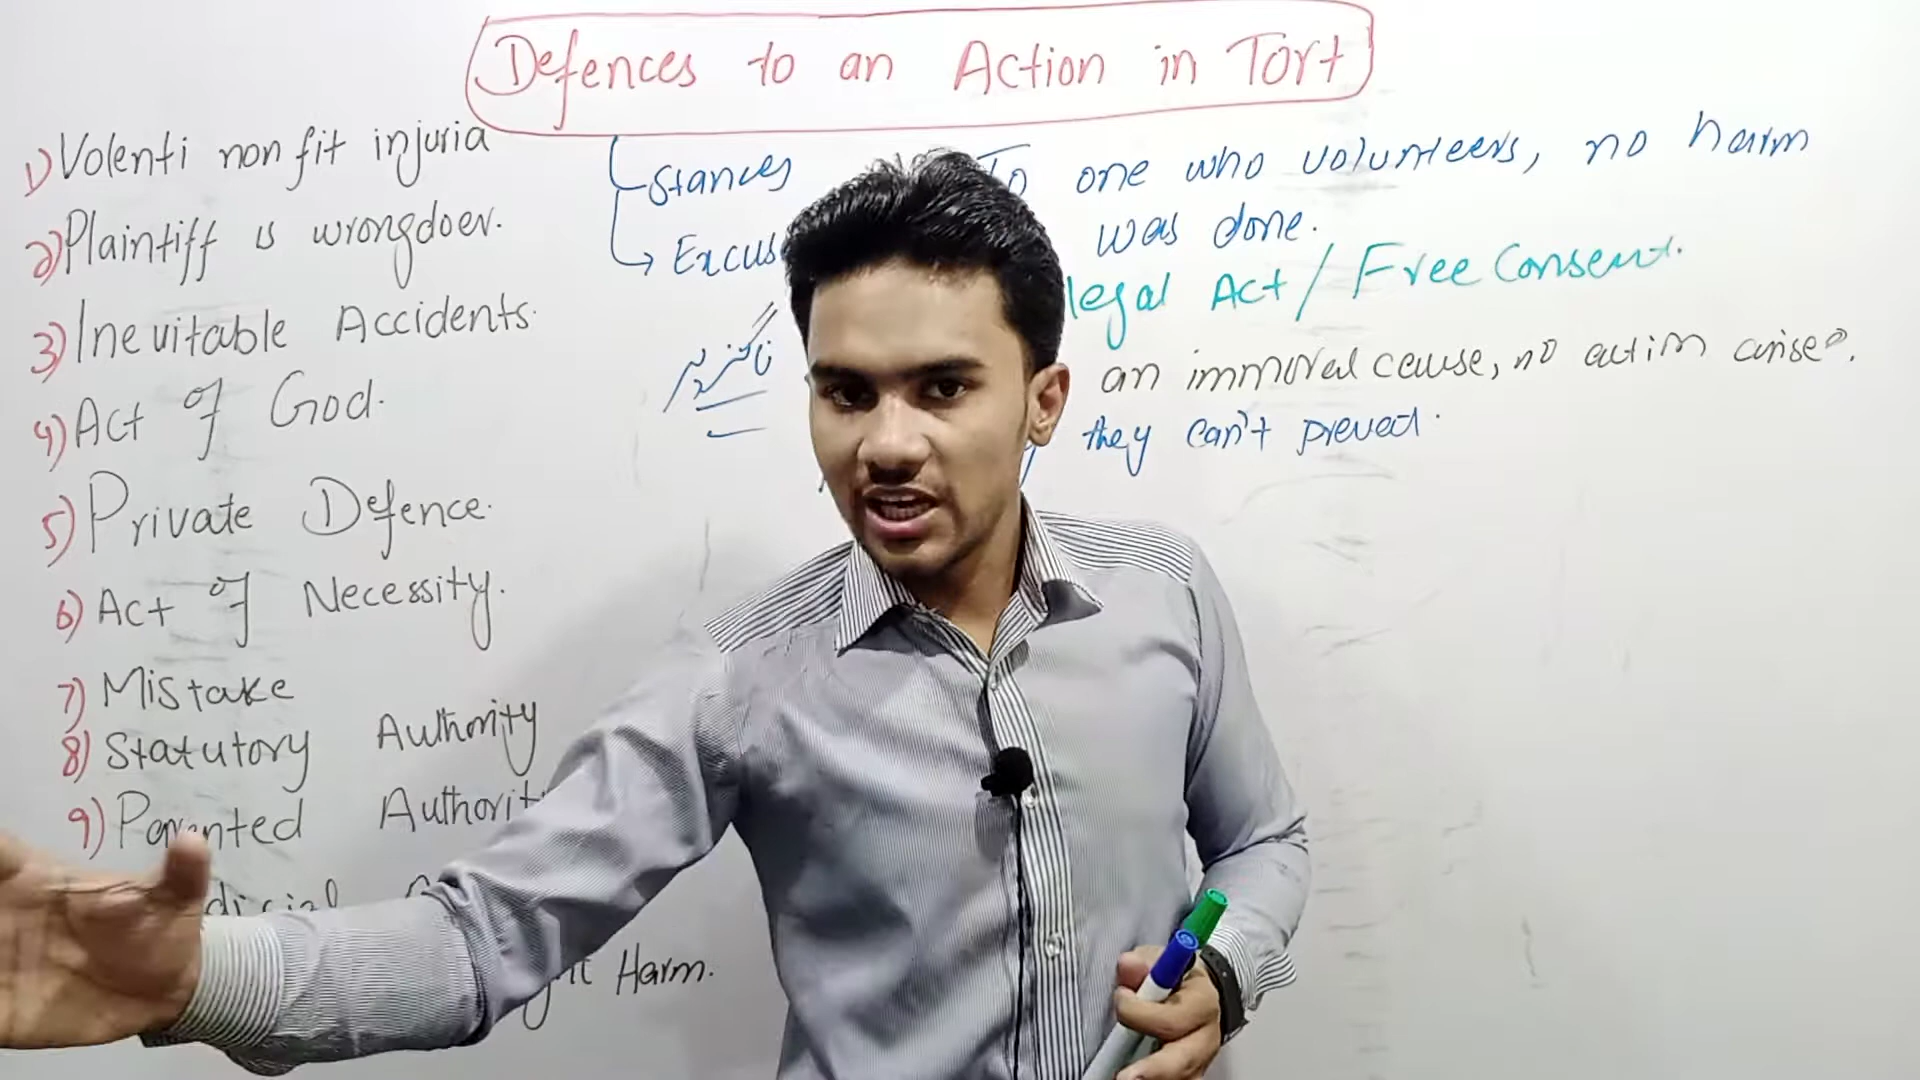 Defences to an Action in Tort
1) Volenti non fit injuria
2) Plaintiff is wrongdoer.
3) Inevitable Accidents.
4) Act of God.
5) Private Defence.
6) Act of Necessity.
7) Mistake
8) Statutory Authority
9) Authorit
Harm.
Stances
Excus
To one who volunteers, no harm
was done.
legal Act / Free Consent.
ناگزیر
an immoral cause, no action arises.
they can't prevent.